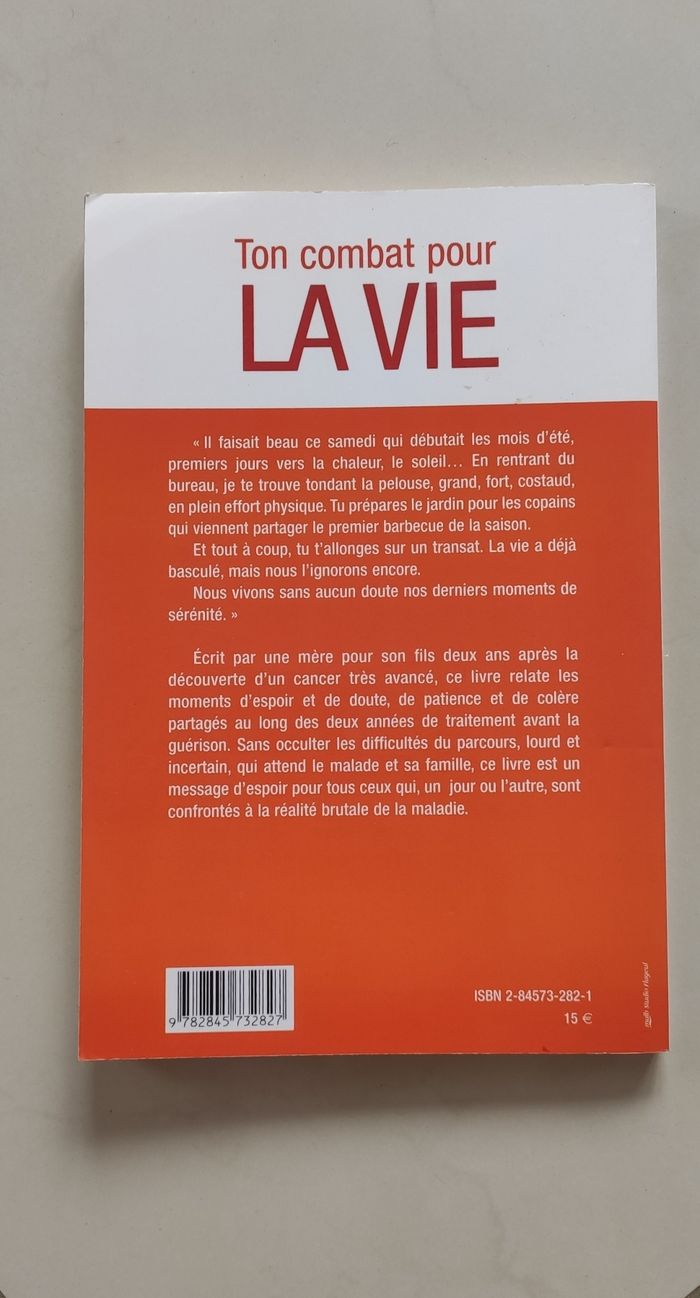 Ton combat pour
LA VIE
« Il faisait beau ce samedi qui débutait les mois d'été,
premiers jours vers la chaleur, le soleil… En rentrant du
bureau, je te trouve tondant la pelouse, grand, fort, costaud,
en plein effort physique. Tu prépares le jardin pour les copains
qui viennent partager le premier barbecue de la saison.
Et tout à coup, tu t'allonges sur un transat. La vie a déjà
basculé, mais nous l'ignorons encore.
Nous vivons sans aucun doute nos derniers moments de
sérénité. »
Écrit par une mère pour son fils deux ans après la
découverte d'un cancer très avancé, ce livre relate les
moments d'espoir et de doute, de patience et de colère
partagés au long des deux années de traitement avant la
guérison. Sans occulter les difficultés du parcours, lourd et
incertain, qui attend le malade et sa famille, ce livre est un
message d'espoir pour tous ceux qui, un jour ou l'autre, sont
confrontés à la réalité brutale de la maladie.
ISBN 2-84573-282-1
15 €
9 782845 732827